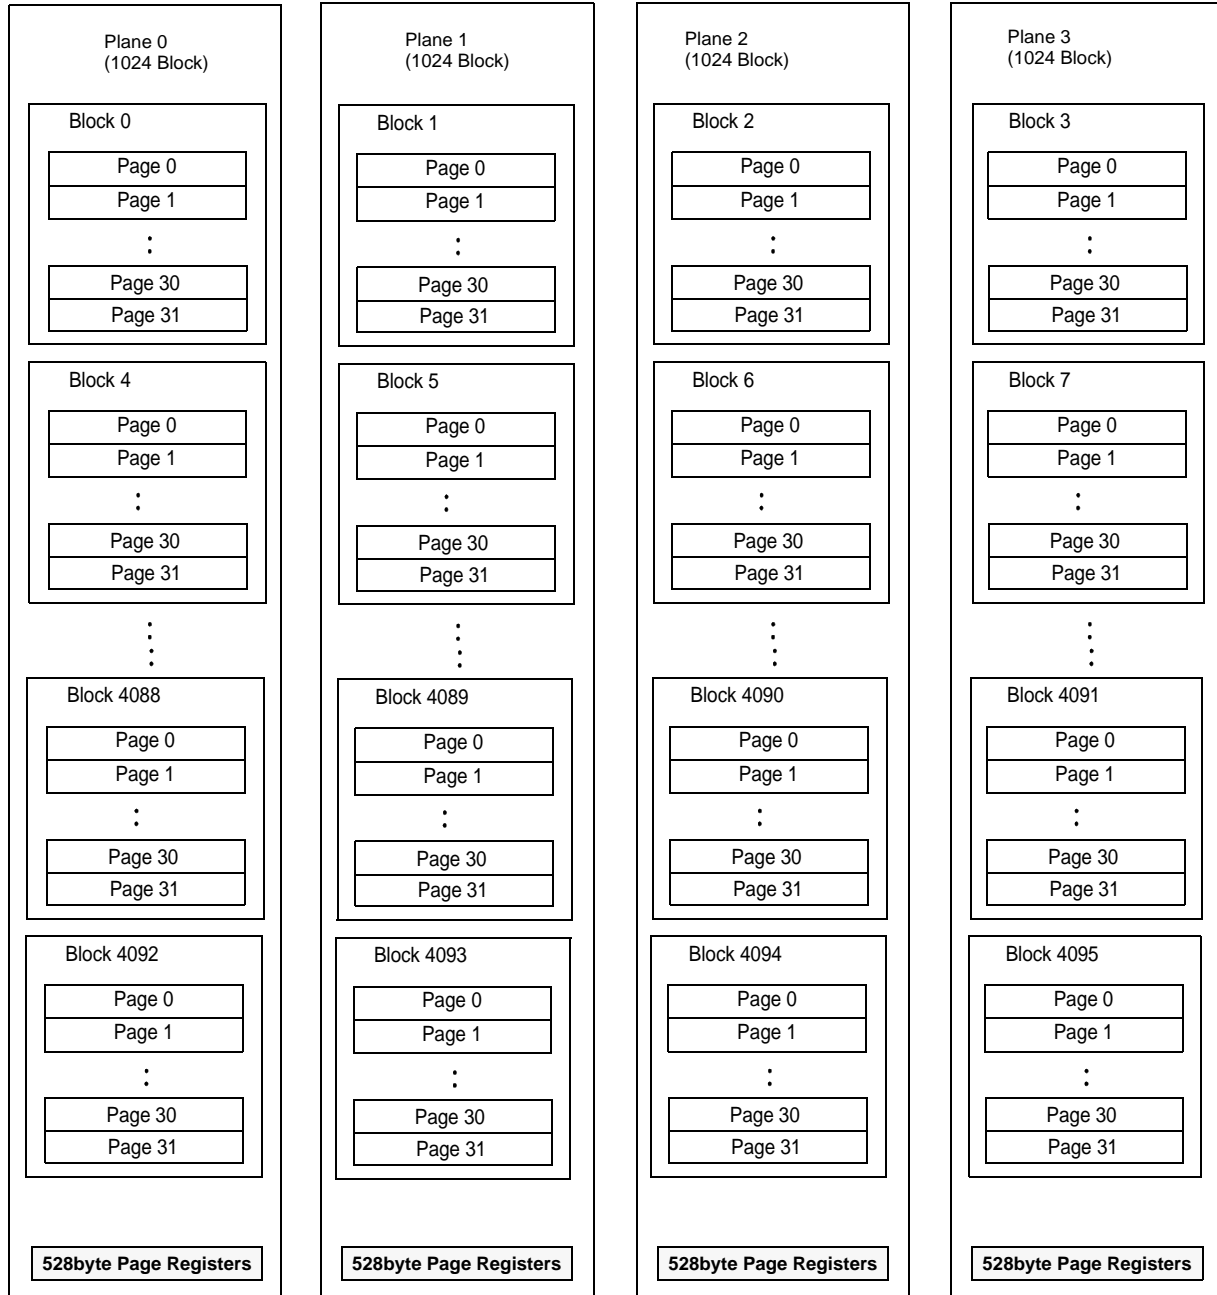 Plane 0
(1024 Block)
Block 0
Page 0
Page 1
Page 30
Page 31
Block 4
Page 0
Page 1
Page 30
Page 31
Block 4088
Page 0
Page 1
Page 30
Page 31
Block 4092
Page 0
Page 1
Page 30
Page 31
528byte Page Registers
Plane 1
(1024 Block)
Block 1
Page 0
Page 1
Page 30
Page 31
Block 5
Page 0
Page 1
Page 30
Page 31
Block 4089
Page 0
Page 1
Page 30
Page 31
Block 4093
Page 0
Page 1
Page 30
Page 31
528byte Page Registers
Plane 2
(1024 Block)
Block 2
Page 0
Page 1
Page 30
Page 31
Block 6
Page 0
Page 1
Page 30
Page 31
Block 4090
Page 0
Page 1
Page 30
Page 31
Block 4094
Page 0
Page 1
Page 30
Page 31
528byte Page Registers
Plane 3
(1024 Block)
Block 3
Page 0
Page 1
Page 30
Page 31
Block 7
Page 0
Page 1
Page 30
Page 31
Block 4091
Page 0
Page 1
Page 30
Page 31
Block 4095
Page 0
Page 1
Page 30
Page 31
528byte Page Registers